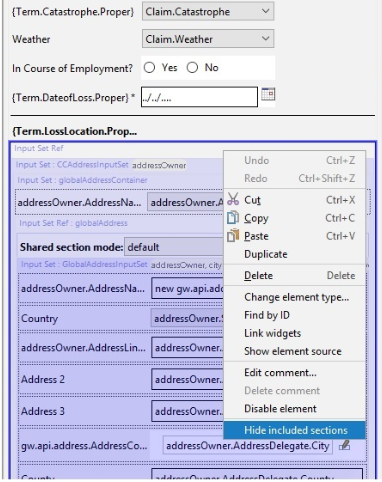 {Term.Catastrophe.Proper} Claim.Catastrophe
Weather Claim.Weather
In Course of Employment? Yes No
{Term.DateofLoss.Proper} * ../../....
{Term.LossLocation.Prop...
Input Set Ref
Input Set : CCAddressInputSet addressOwner
Input Set : globalAddressContainer
addressOwner.AddressNa... addressOwner.A
Input Set Ref : globalAddress
Shared section mode: default
Input Set : GlobalAddressInputSet addressOwner, city
addressOwner.AddressNa... new gw.api.add
Country addressOwner.S
addressOwner.AddressLin... addressOwner.
Address 2 addressOwner.
Address 3 addressOwner.
gw.api.address.AddressCo... addressOwner.AddressDelegate.City
County addressOwner.AddressDelegate.County
Undo Ctrl+Z
Redo Ctrl+Shift+Z
Cut Ctrl+X
Copy Ctrl+C
Paste Ctrl+V
Duplicate
Delete Delete
Change element type...
Find by ID
Link widgets
Show element source
Edit comment...
Delete comment
Disable element
Hide included sections